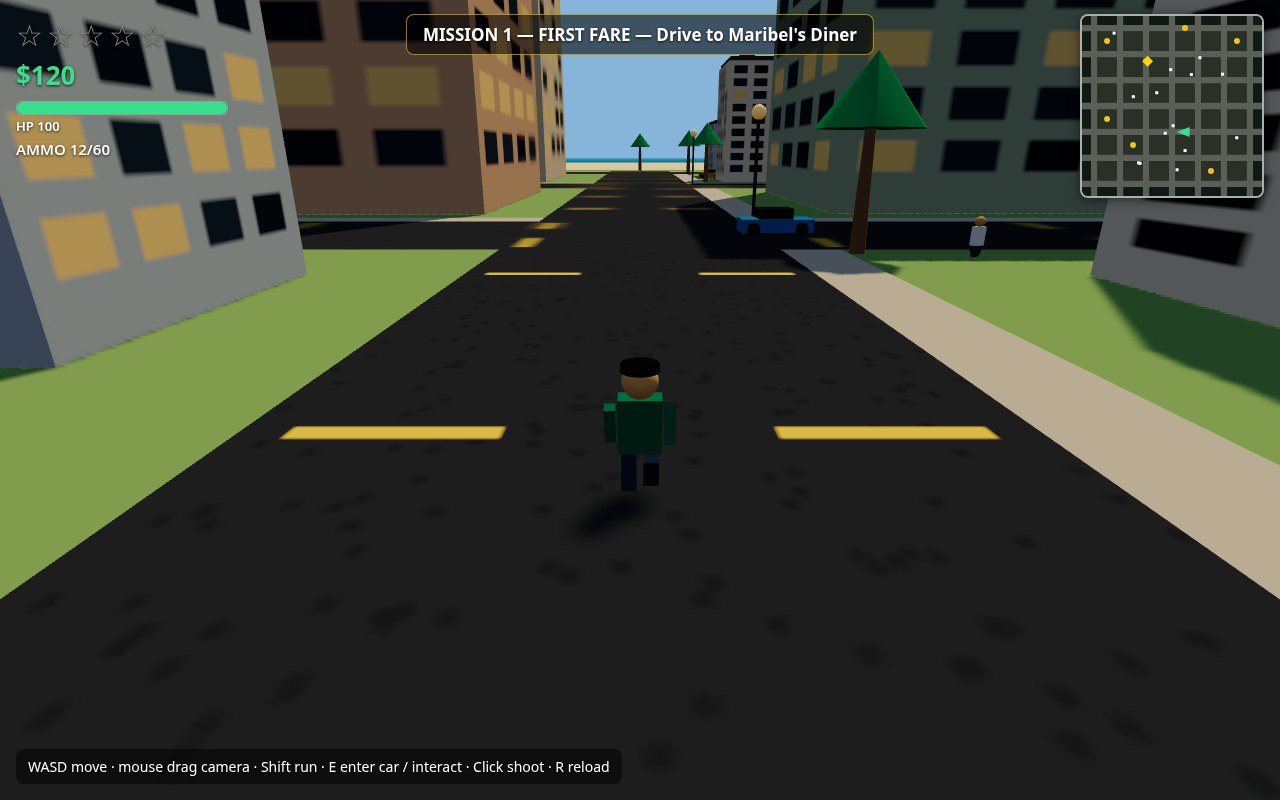 MISSION 1 — FIRST FARE — Drive to Maribel's Diner
$120
HP 100
AMMO 12/60
WASD move · mouse drag camera · Shift run · E enter car / interact · Click shoot · R reload